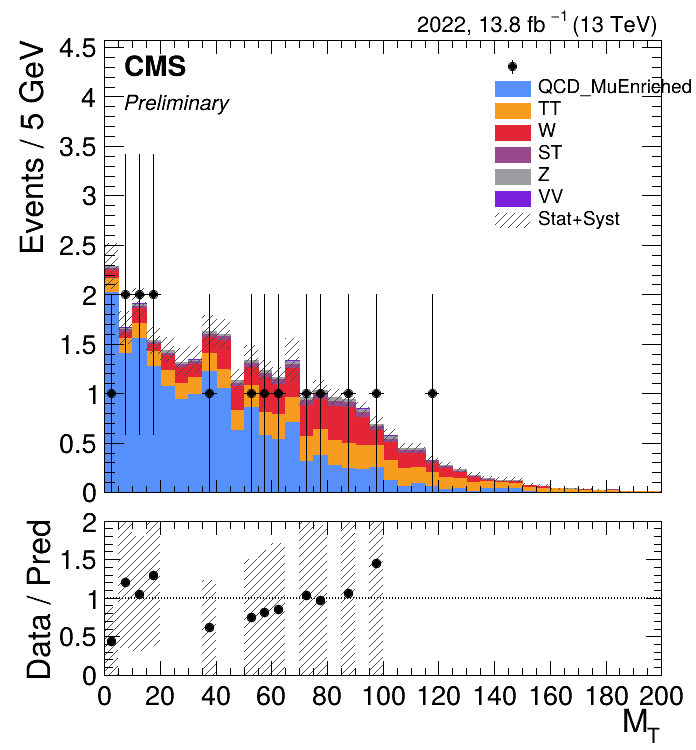 2022, 13.8 fb⁻¹ (13 TeV)
CMS
Preliminary
QCD_MuEnriched
TT
W
ST
Z
VV
Stat+Syst
Events / 5 GeV
4.5
4
3.5
3
2.5
2
1.5
1
0.5
0
Data / Pred
2
1.5
1
0.5
0
0 20 40 60 80 100 120 140 160 180 200
M_T